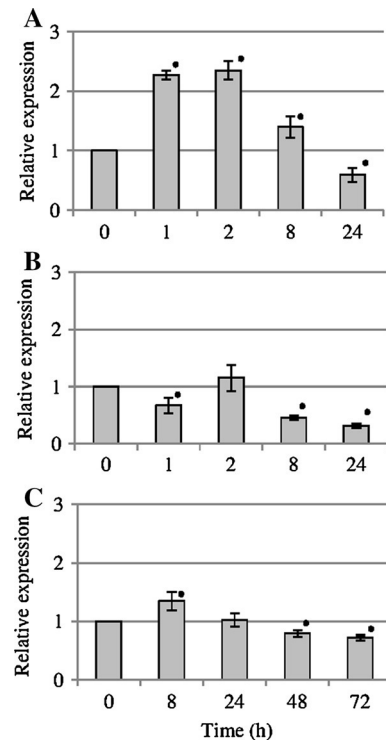 A
3
2
1
0
Relative expression
0 1 2 8 24
B
3
2
1
0
Relative expression
0 1 2 8 24
C
3
2
1
0
Relative expression
0 8 24 48 72
Time (h)